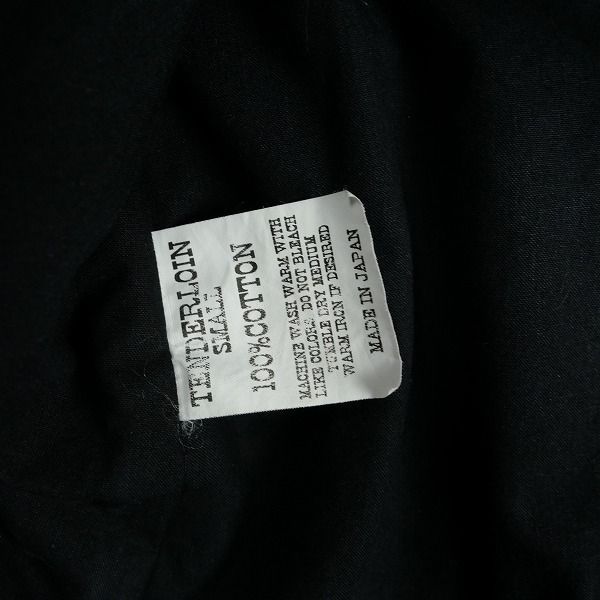 TENDERLOIN
SMALL
100%COTTON
MACHINE WASH WARM WITH
LIKE COLORS DO NOT BLEACH
TUMBLE DRY MEDIUM
WARM IRON IF DESIRED
MADE IN JAPAN